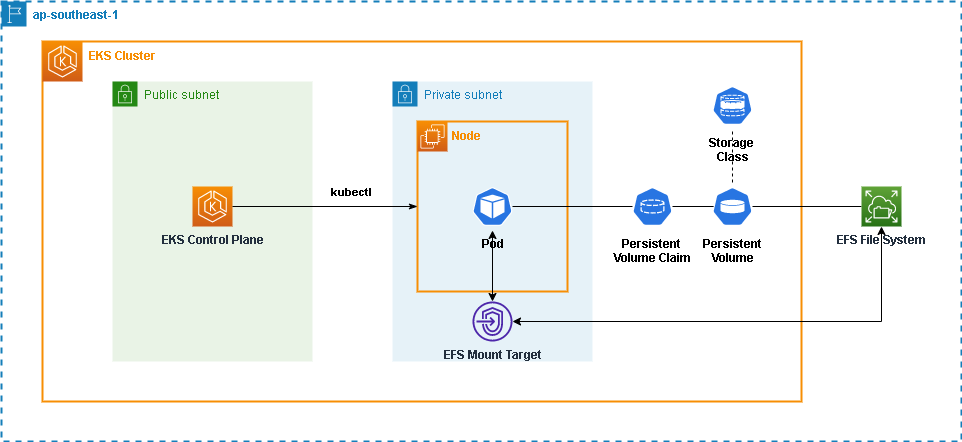 ap-southeast-1
EKS Cluster
Public subnet
Private subnet
Node
Storage
Class
kubectl
EKS Control Plane
Pod
Persistent
Volume Claim
Persistent
Volume
EFS File System
EFS Mount Target